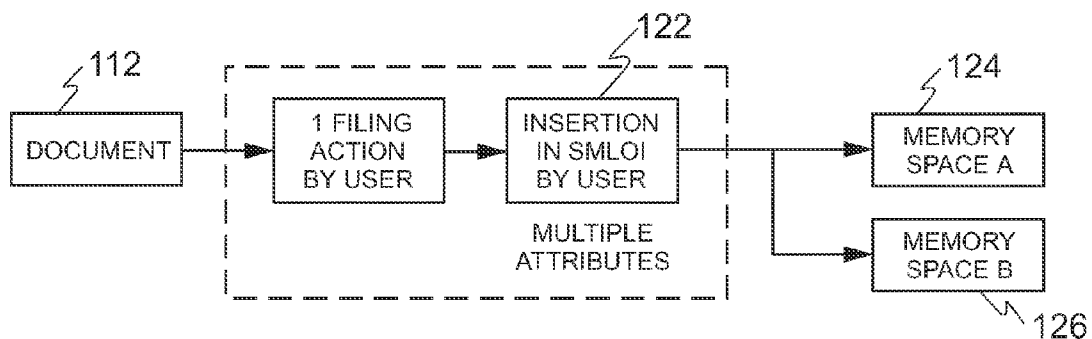 112
122
124
DOCUMENT
1 FILING
ACTION
BY USER
INSERTION
IN SMLOI
BY USER
MULTIPLE
ATTRIBUTES
MEMORY
SPACE A
MEMORY
SPACE B
126